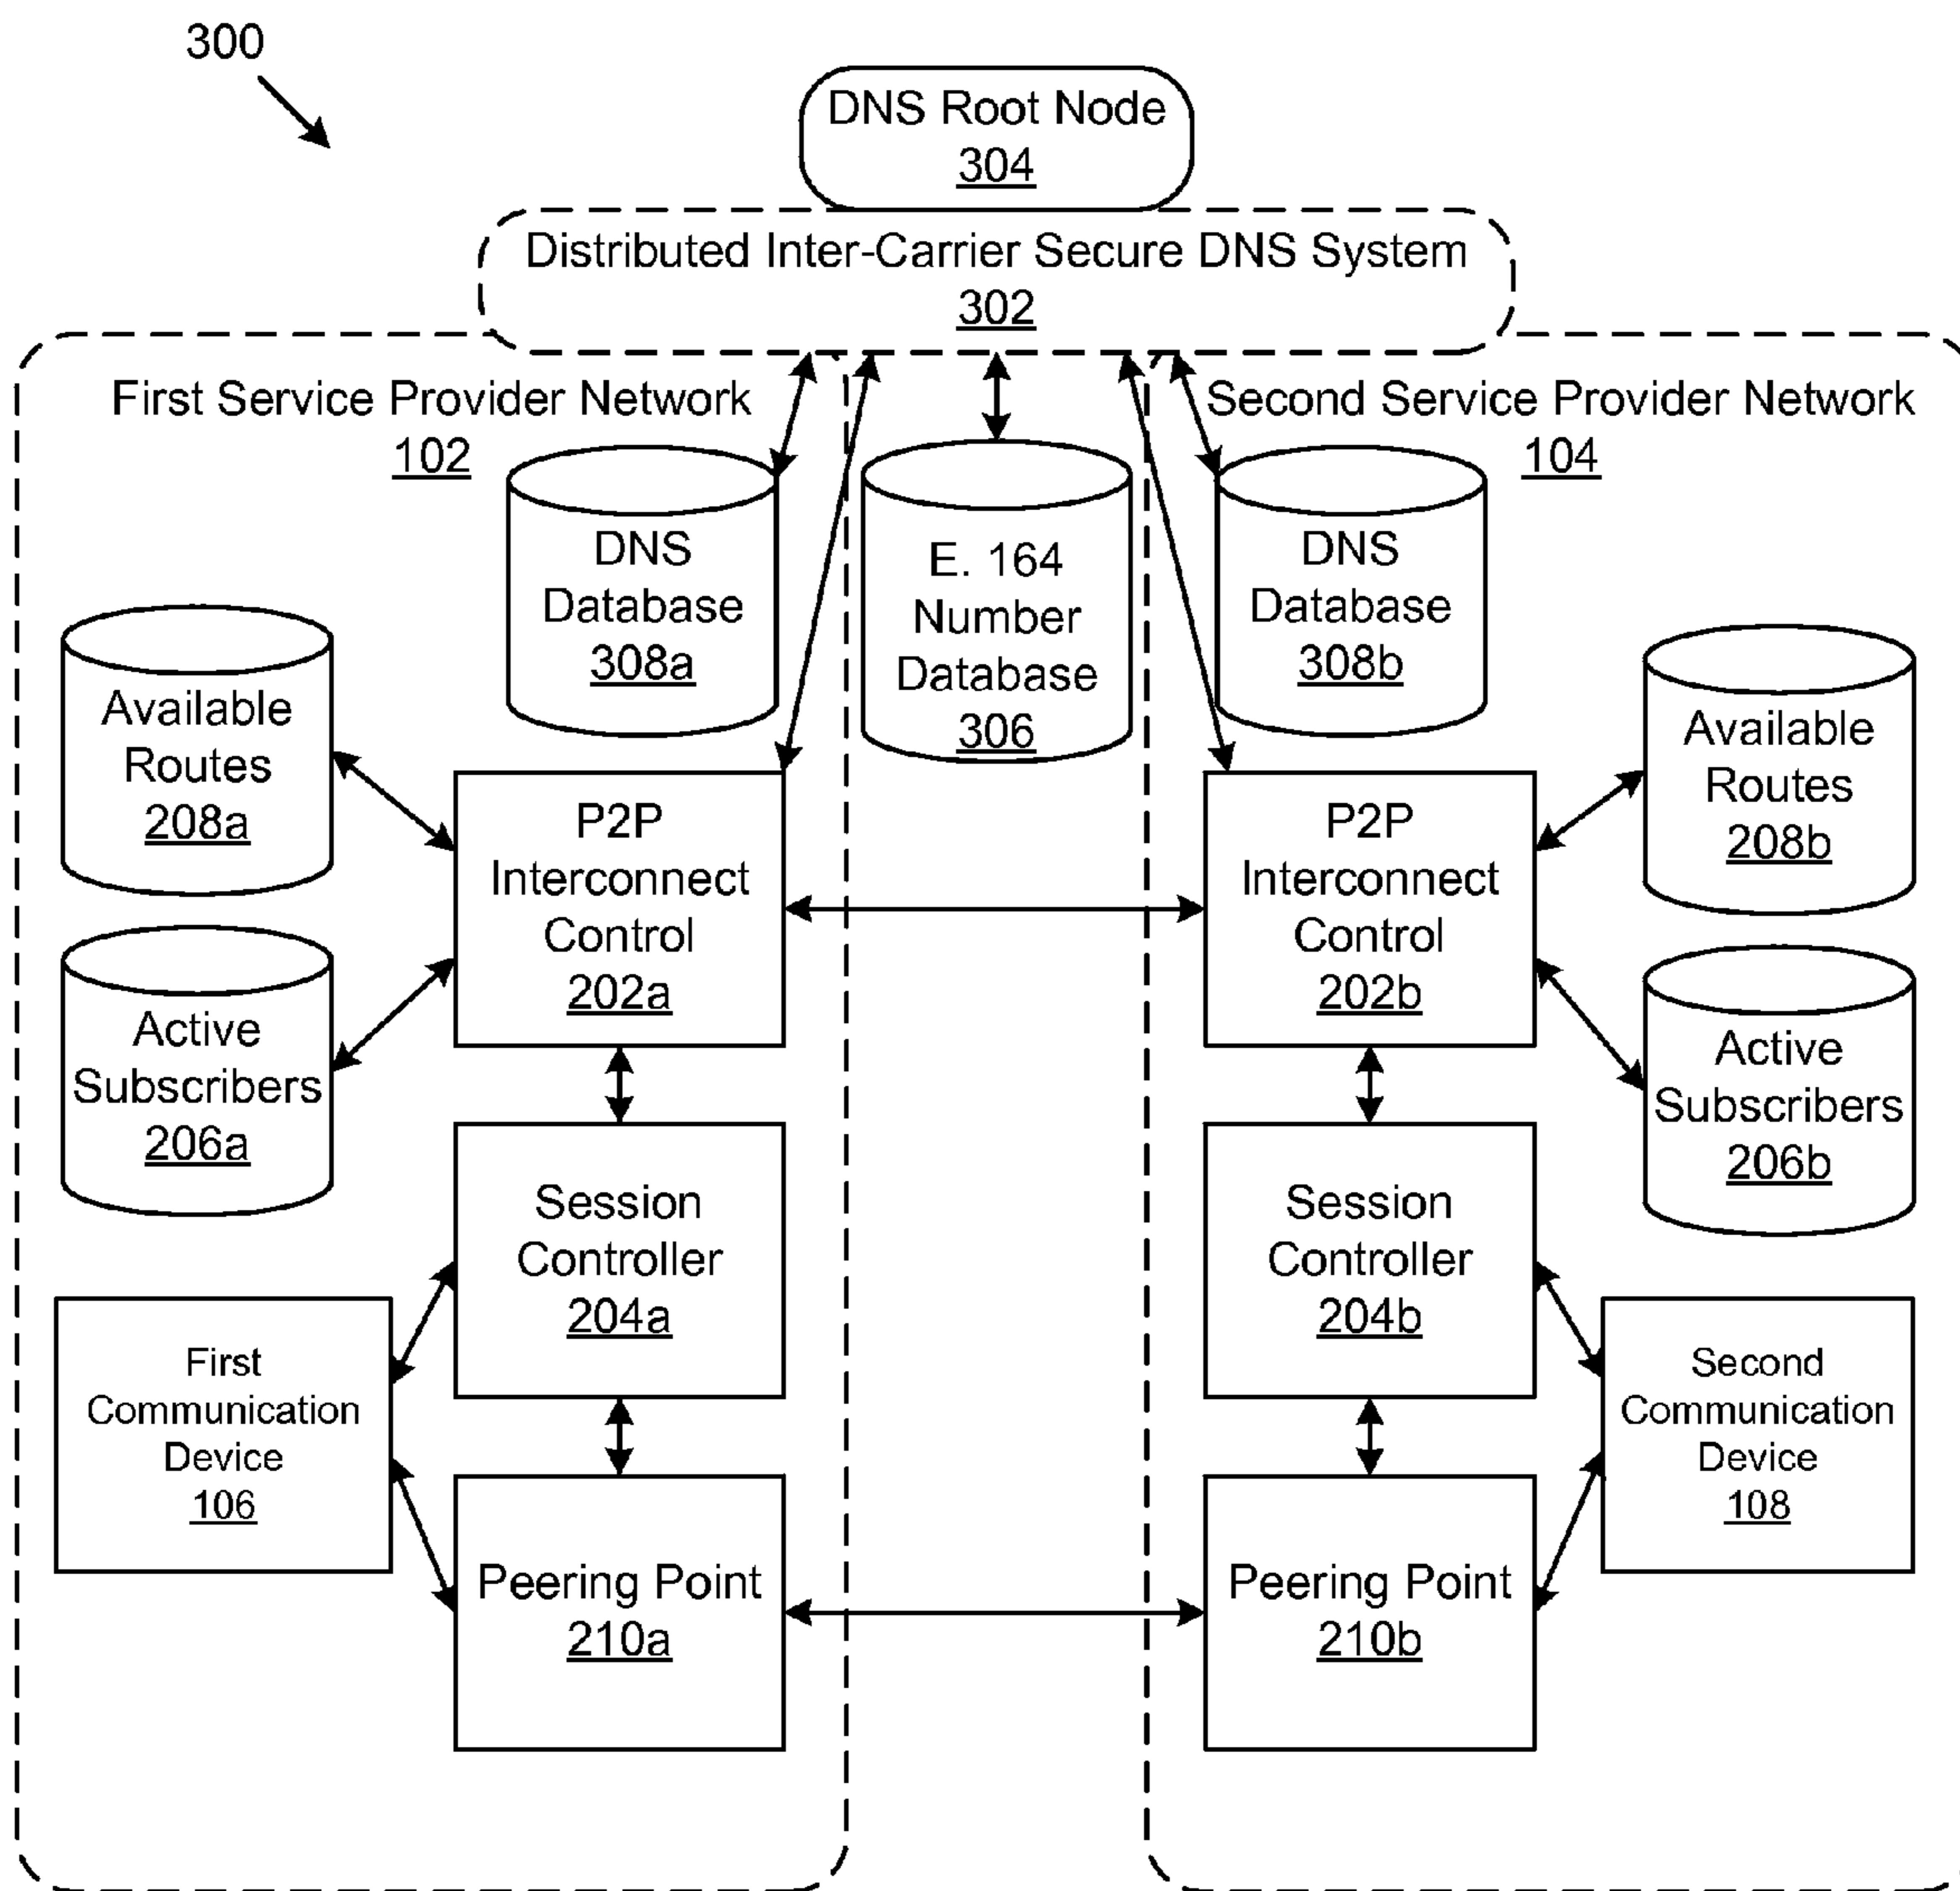 300
DNS Root Node
304
Distributed Inter-Carrier Secure DNS System
302
First Service Provider Network
102
Second Service Provider Network
104
DNS
Database
308a
E. 164
Number
Database
306
DNS
Database
308b
Available
Routes
208a
Available
Routes
208b
P2P
Interconnect
Control
202a
P2P
Interconnect
Control
202b
Active
Subscribers
206a
Active
Subscribers
206b
Session
Controller
204a
Session
Controller
204b
First
Communication
Device
106
Second
Communication
Device
108
Peering Point
210a
Peering Point
210b